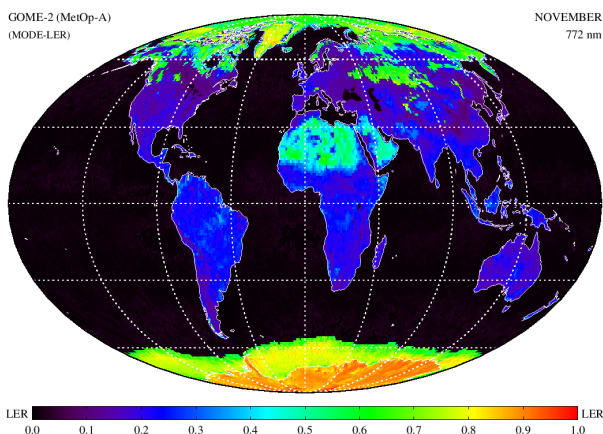 GOME-2 (MetOp-A) NOVEMBER
(MODE-LER) 772 nm
LER LER
0.0 0.1 0.2 0.3 0.4 0.5 0.6 0.7 0.8 0.9 1.0